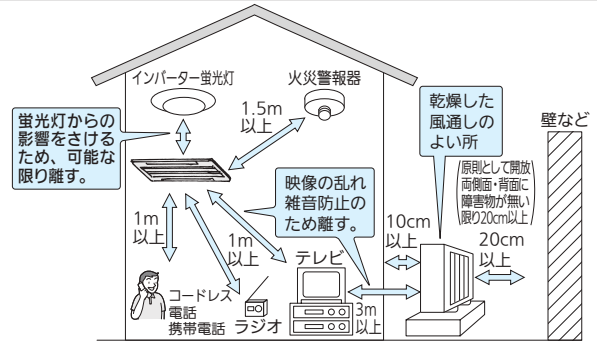 インバーター蛍光灯
火災警報器
1.5m
以上
蛍光灯からの
影響をさける
ため、可能な
限り離す。
乾燥した
風通しの
よい所
壁など
原則として開放
両側面・背面に
障害物が無い
限り20cm以上
映像の乱れ
雑音防止の
ため離す。
1m
以上
1m
以上
10cm
以上
20cm
以上
テレビ
コードレス
電話
携帯電話
ラジオ
3m
以上